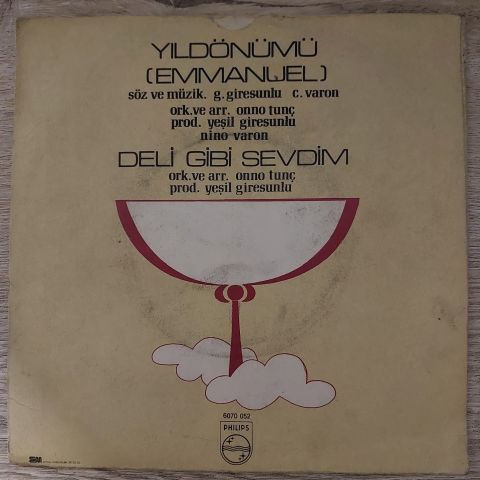 YILDÖNÜMÜ
(EMMANUEL)
söz ve müzik. g.giresunlu c.varon
ork.ve arr. onno tunç
prod. yeşil giresunlu
nino varon
DELİ GİBİ SEVDİM
ork.ve arr. onno tunç
prod. yeşil giresunlu
6070 052
PHILIPS